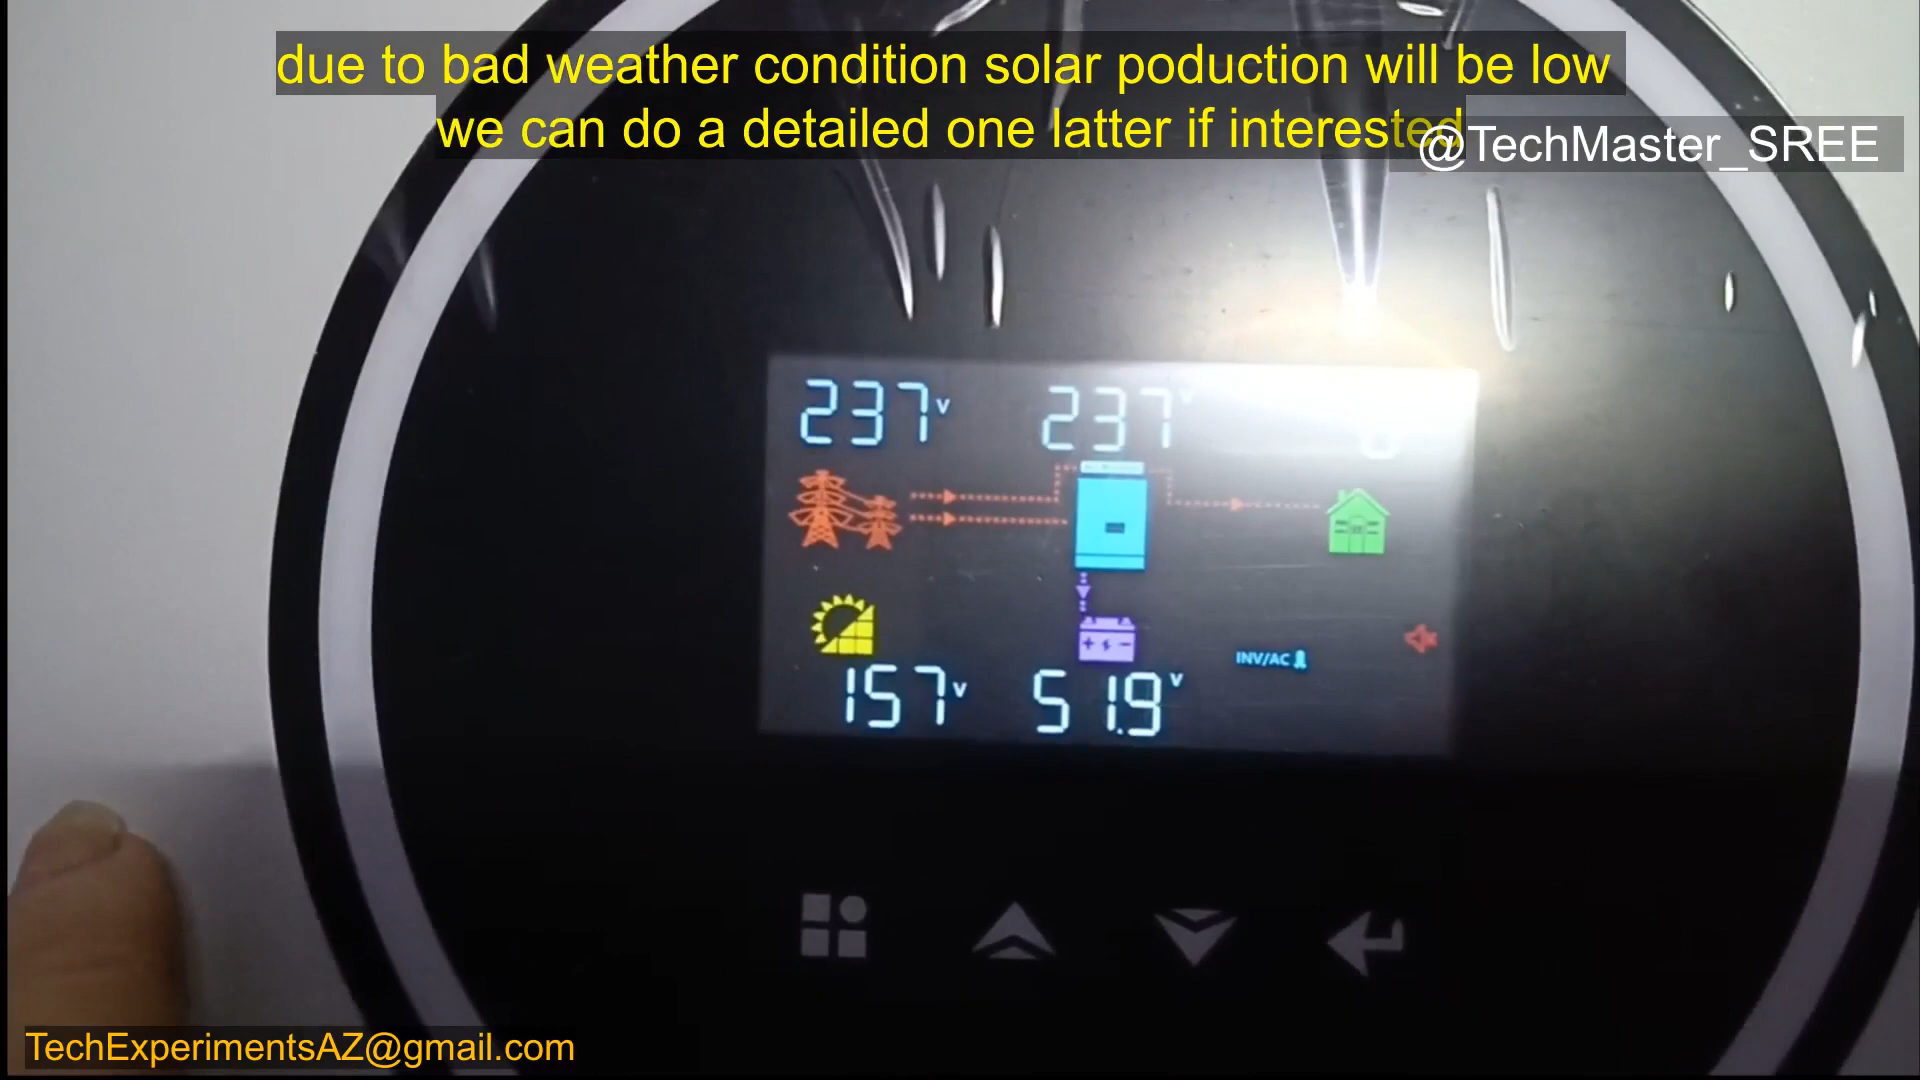 due to bad weather condition solar poduction will be low
we can do a detailed one latter if interested
@TechMaster_SREE
237V 237V
157V 51.9V
INV/AC
TechExperimentsAZ@gmail.com